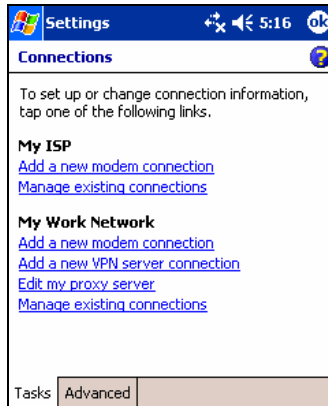 Settings 5:16 ok
Connections ?
To set up or change connection information,
tap one of the following links.
My ISP
Add a new modem connection
Manage existing connections
My Work Network
Add a new modem connection
Add a new VPN server connection
Edit my proxy server
Manage existing connections
Tasks Advanced